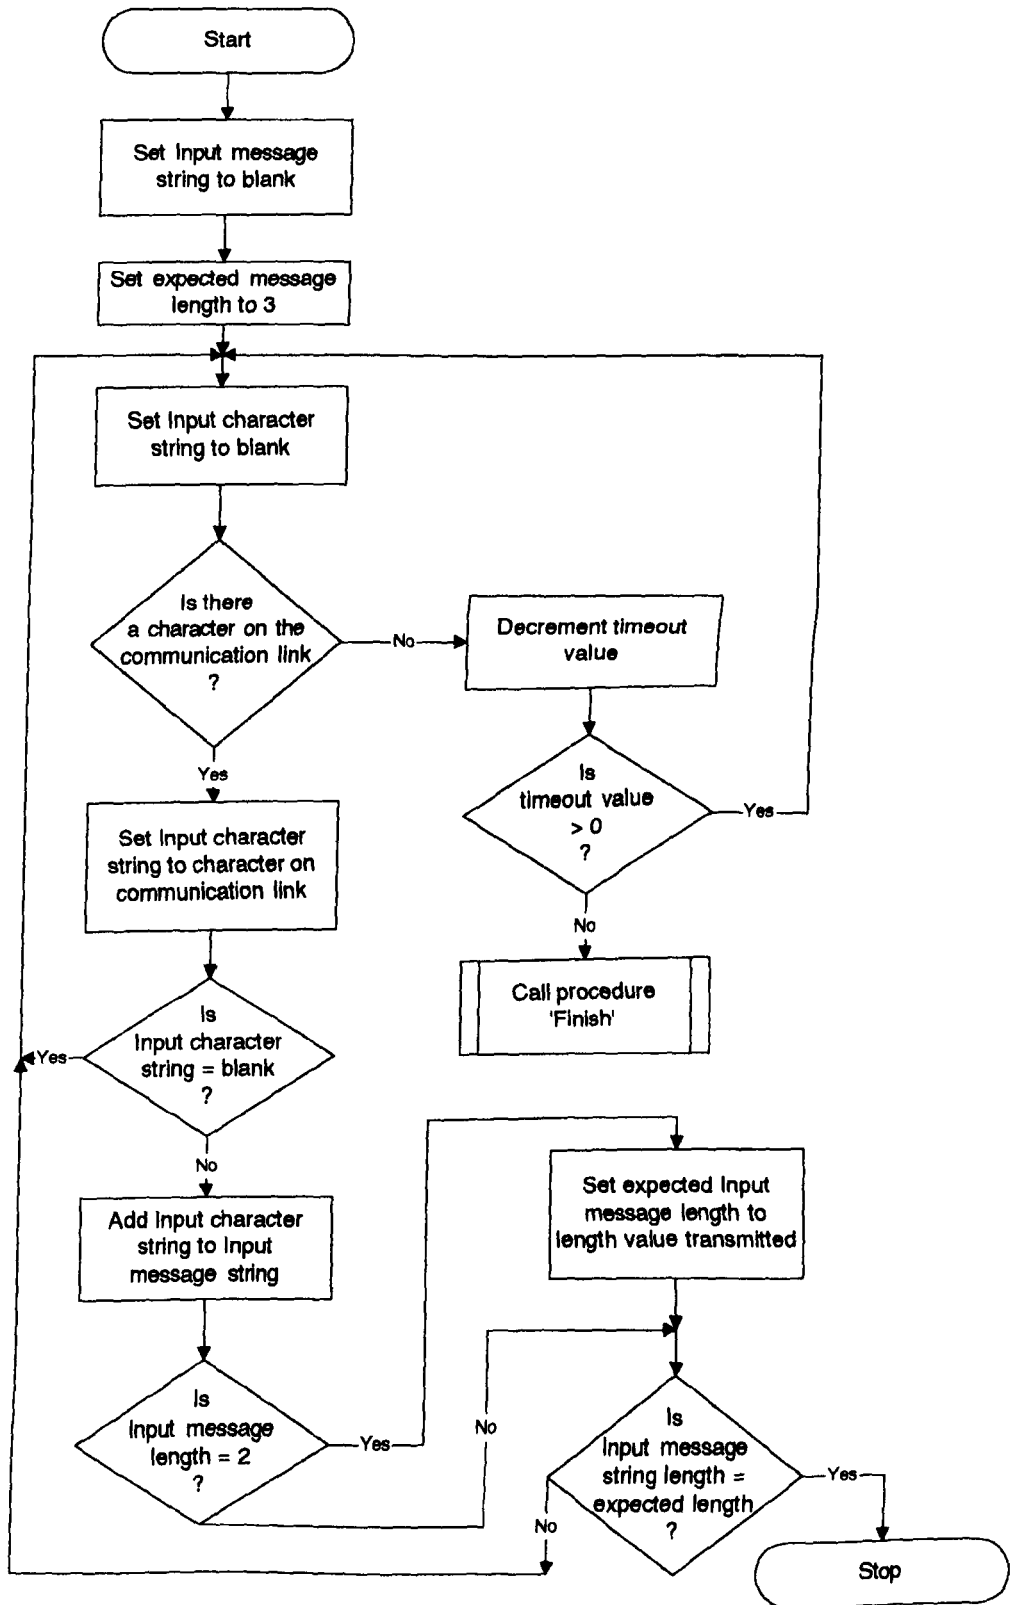 Start
Set Input message
string to blank
Set expected message
length to 3
Set Input character
string to blank
Is there
a character on the
communication link
?
No
Decrement timeout
value
Yes
Is
timeout value
> 0
?
Yes
Set Input character
string to character on
communication link
No
Call procedure
'Finish'
Is
Input character
string = blank
?
Yes
No
Add Input character
string to Input
message string
Set expected Input
message length to
length value transmitted
Is
Input message
length = 2
?
Yes
No
Is
Input message
string length =
expected length
?
Yes
No
Stop